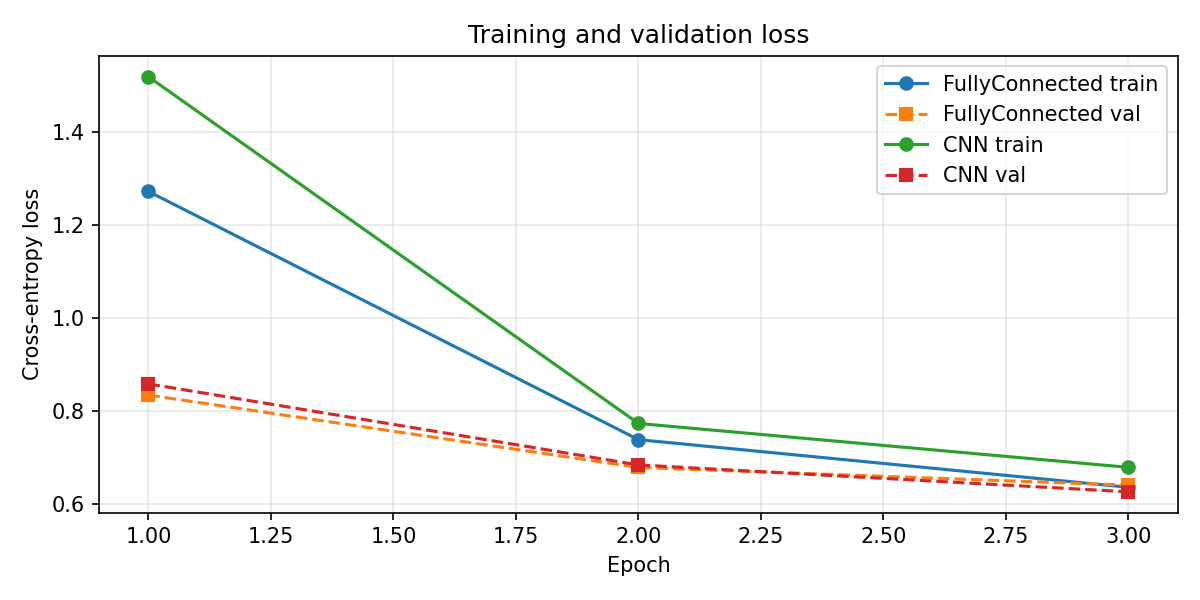 Training and validation loss
FullyConnected train
FullyConnected val
CNN train
CNN val
Cross-entropy loss
1.4
1.2
1.0
0.8
0.6
1.00 1.25 1.50 1.75 2.00 2.25 2.50 2.75 3.00
Epoch